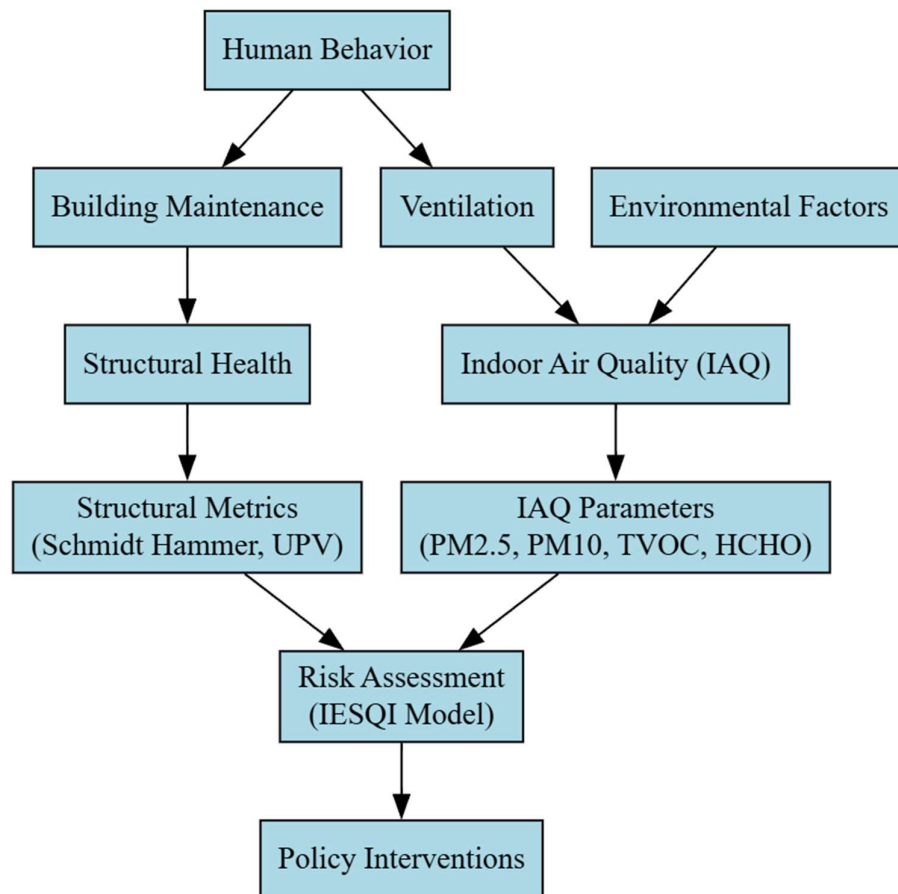 Human Behavior
Building Maintenance
Ventilation
Environmental Factors
Structural Health
Indoor Air Quality (IAQ)
Structural Metrics
(Schmidt Hammer, UPV)
IAQ Parameters
(PM2.5, PM10, TVOC, HCHO)
Risk Assessment
(IESQI Model)
Policy Interventions